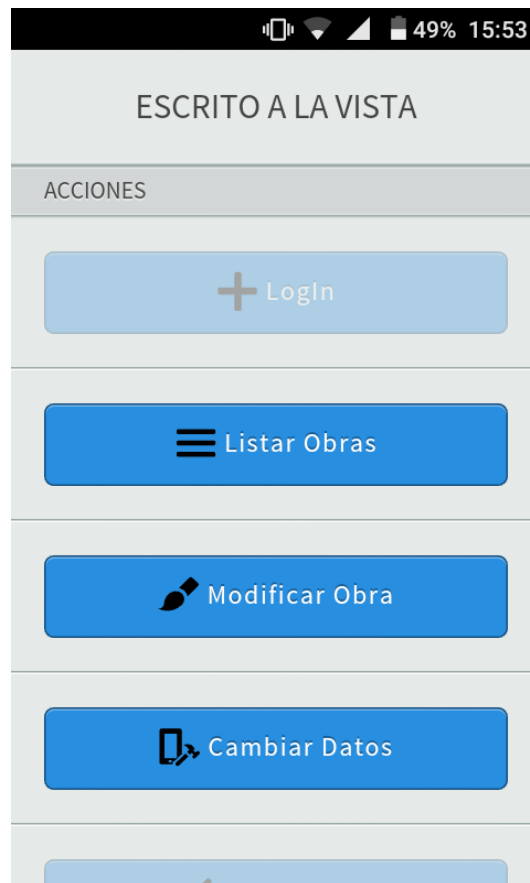 49% 15:53
ESCRITO A LA VISTA
ACCIONES
LogIn
Listar Obras
Modificar Obra
Cambiar Datos